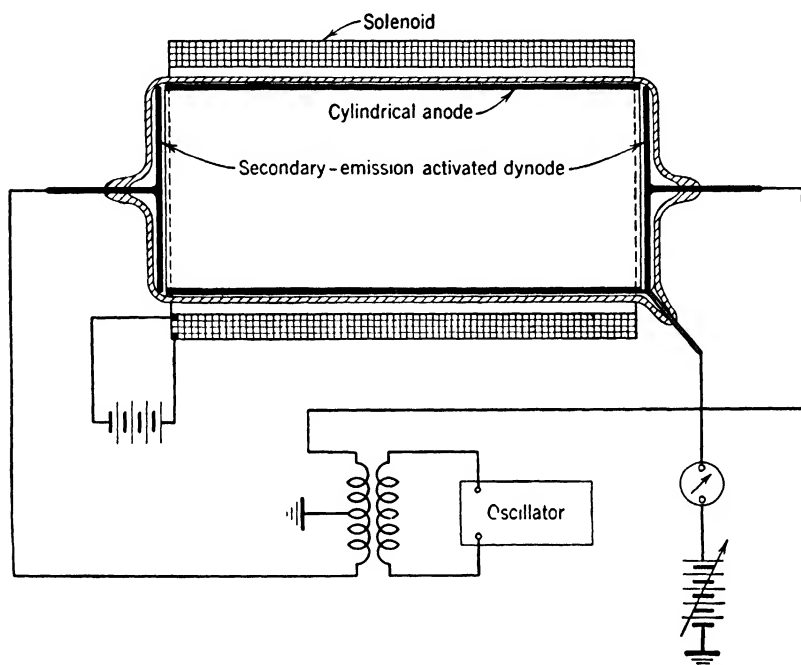 Solenoid
Cylindrical anode
Secondary-emission activated dynode
Oscillator